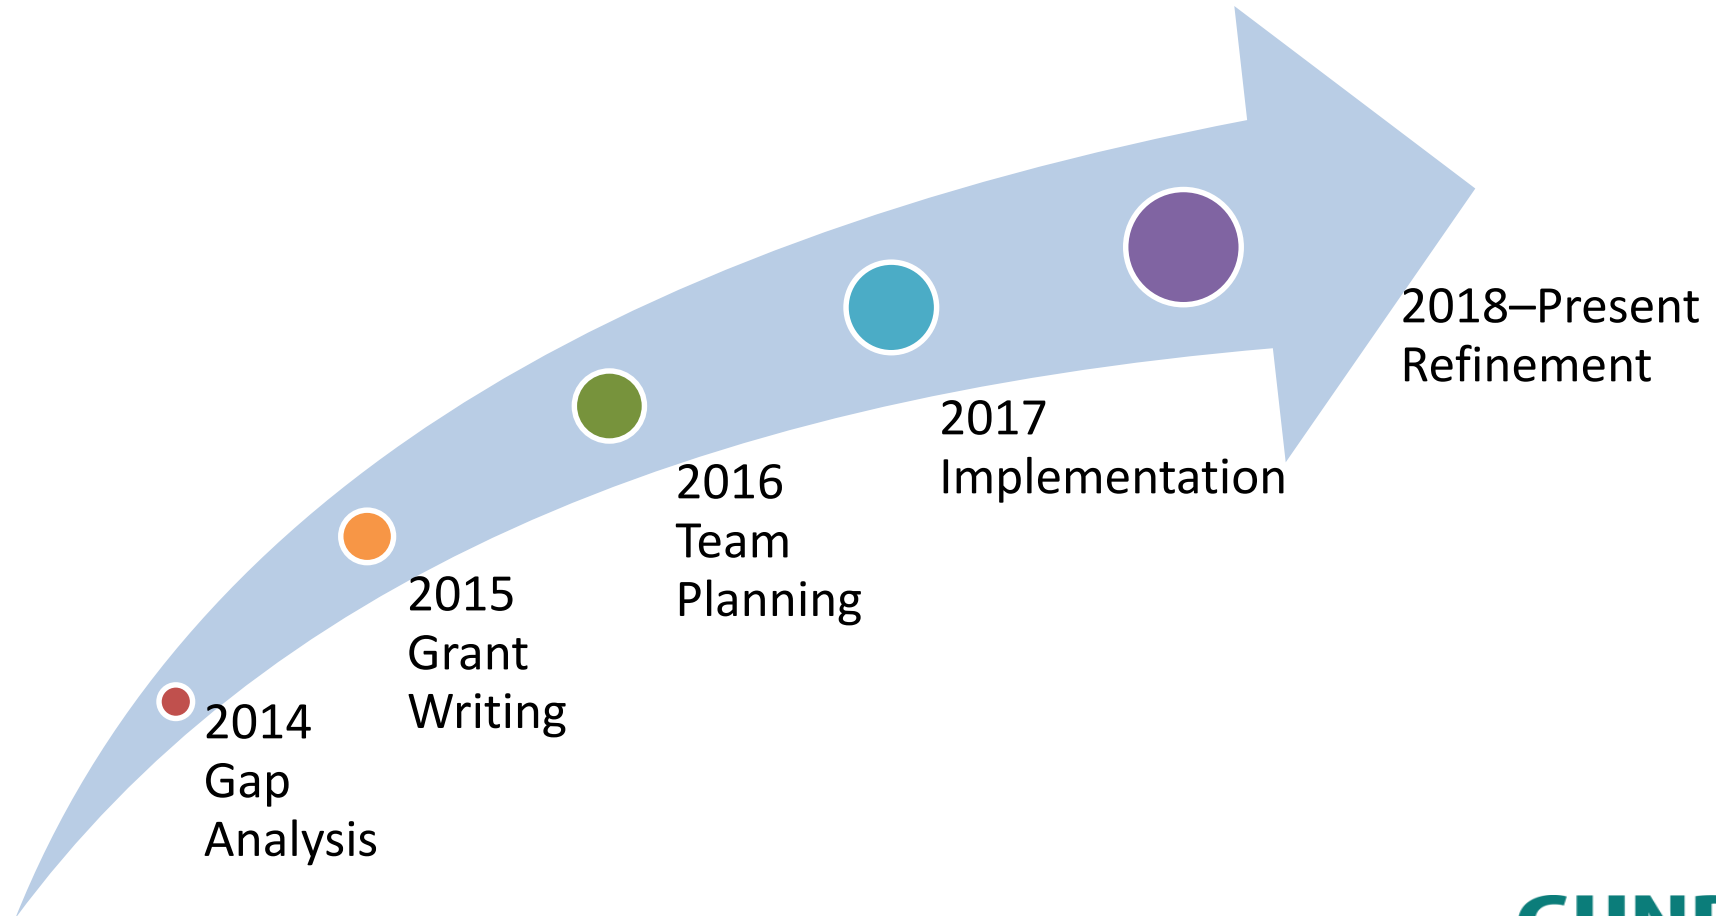 2014
Gap
Analysis
2015
Grant
Writing
2016
Team
Planning
2017
Implementation
2018–Present
Refinement